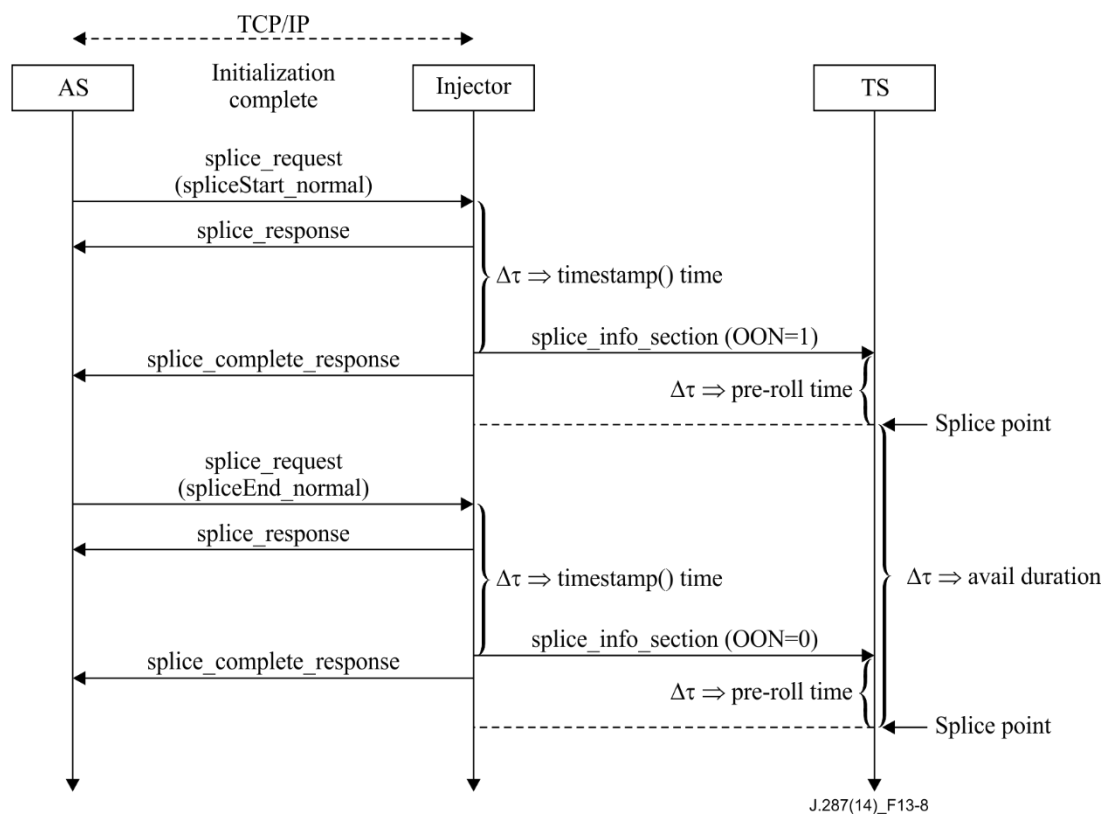 TCP/IP
AS
Initialization
complete
Injector
TS
splice_request
(spliceStart_normal)
splice_response
Δτ ⇒ timestamp() time
splice_info_section (OON=1)
splice_complete_response
Δτ ⇒ pre-roll time
Splice point
splice_request
(spliceEnd_normal)
splice_response
Δτ ⇒ timestamp() time
Δτ ⇒ avail duration
splice_info_section (OON=0)
splice_complete_response
Δτ ⇒ pre-roll time
Splice point
J.287(14)_F13-8